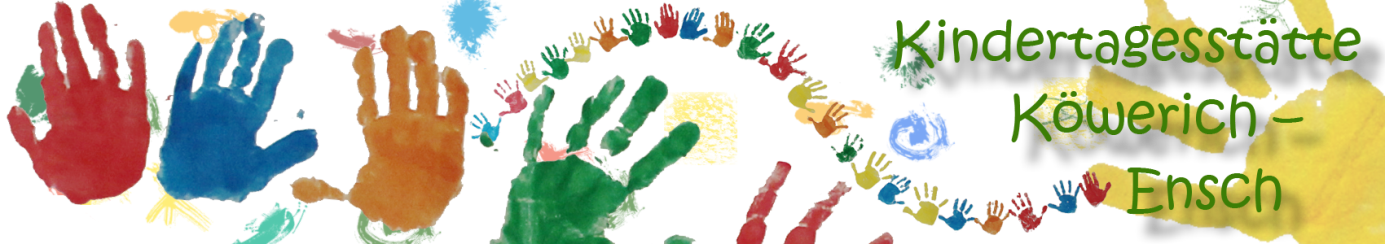 Kindertagesstätte
Köwerich –
Ensch